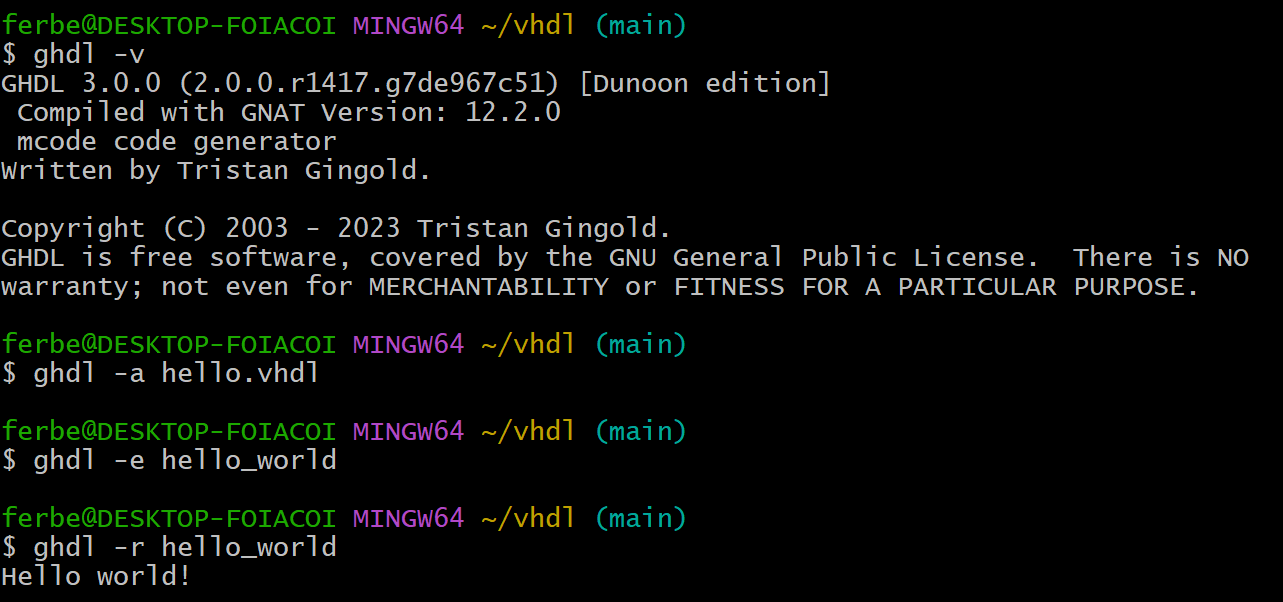 ferbe@DESKTOP-FOIACOI MINGW64 ~/vhdl (main)
$ ghdl -v
GHDL 3.0.0 (2.0.0.r1417.g7de967c51) [Dunoon edition]
 Compiled with GNAT Version: 12.2.0
 mcode code generator
Written by Tristan Gingold.

Copyright (C) 2003 - 2023 Tristan Gingold.
GHDL is free software, covered by the GNU General Public License.  There is NO
warranty; not even for MERCHANTABILITY or FITNESS FOR A PARTICULAR PURPOSE.

ferbe@DESKTOP-FOIACOI MINGW64 ~/vhdl (main)
$ ghdl -a hello.vhdl

ferbe@DESKTOP-FOIACOI MINGW64 ~/vhdl (main)
$ ghdl -e hello_world

ferbe@DESKTOP-FOIACOI MINGW64 ~/vhdl (main)
$ ghdl -r hello_world
Hello world!